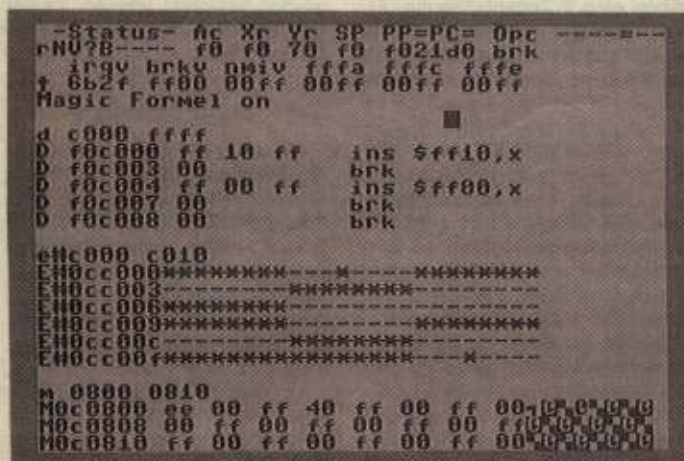 -Status- Ac Xr Yr SP PP=PC= Opc ----=--
rNV?B---- f0 f0 70 f0 f021d0 brk
irqv brkv nmiv fffa fffc fffe
↑ 6b2f ff00 00ff 00ff 00ff 00ff
Magic Formel on
d c000 ffff
D f0c000 ff 10 ff ins $ff10,x
D f0c003 00 brk
D f0c004 ff 00 ff ins $ff00,x
D f0c007 00 brk
D f0c008 00 brk
e#c000 c010
E#0cc000********---*----********
E#0cc003--------********--------
E#0cc006********----------------
E#0cc009********--------********
E#0cc00c--------********--------
E#0cc00f****************---*----
m 0800 0810
M0c0800 ee 00 ff 40 ff 00 ff 00
M0c0808 00 ff 00 ff 00 ff 00 ff
M0c0810 ff 00 ff 00 ff 00 ff 00